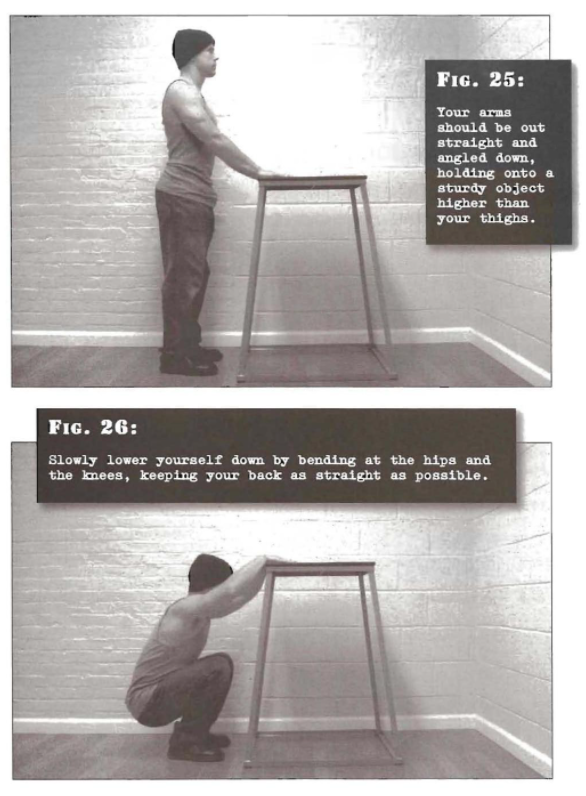 FIG. 25:
Your arms
should be out
straight and
angled down,
holding onto a
sturdy object
higher than
your thighs.
FIG. 26:
Slowly lower yourself down by bending at the hips and
the knees, keeping your back as straight as possible.